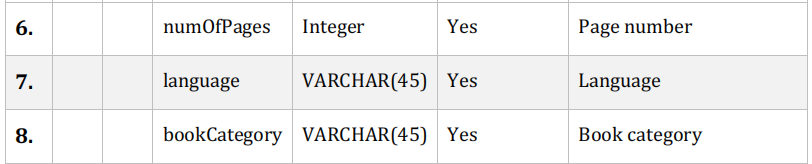 6. numOfPages Integer Yes Page number
7. language VARCHAR(45) Yes Language
8. bookCategory VARCHAR(45) Yes Book category